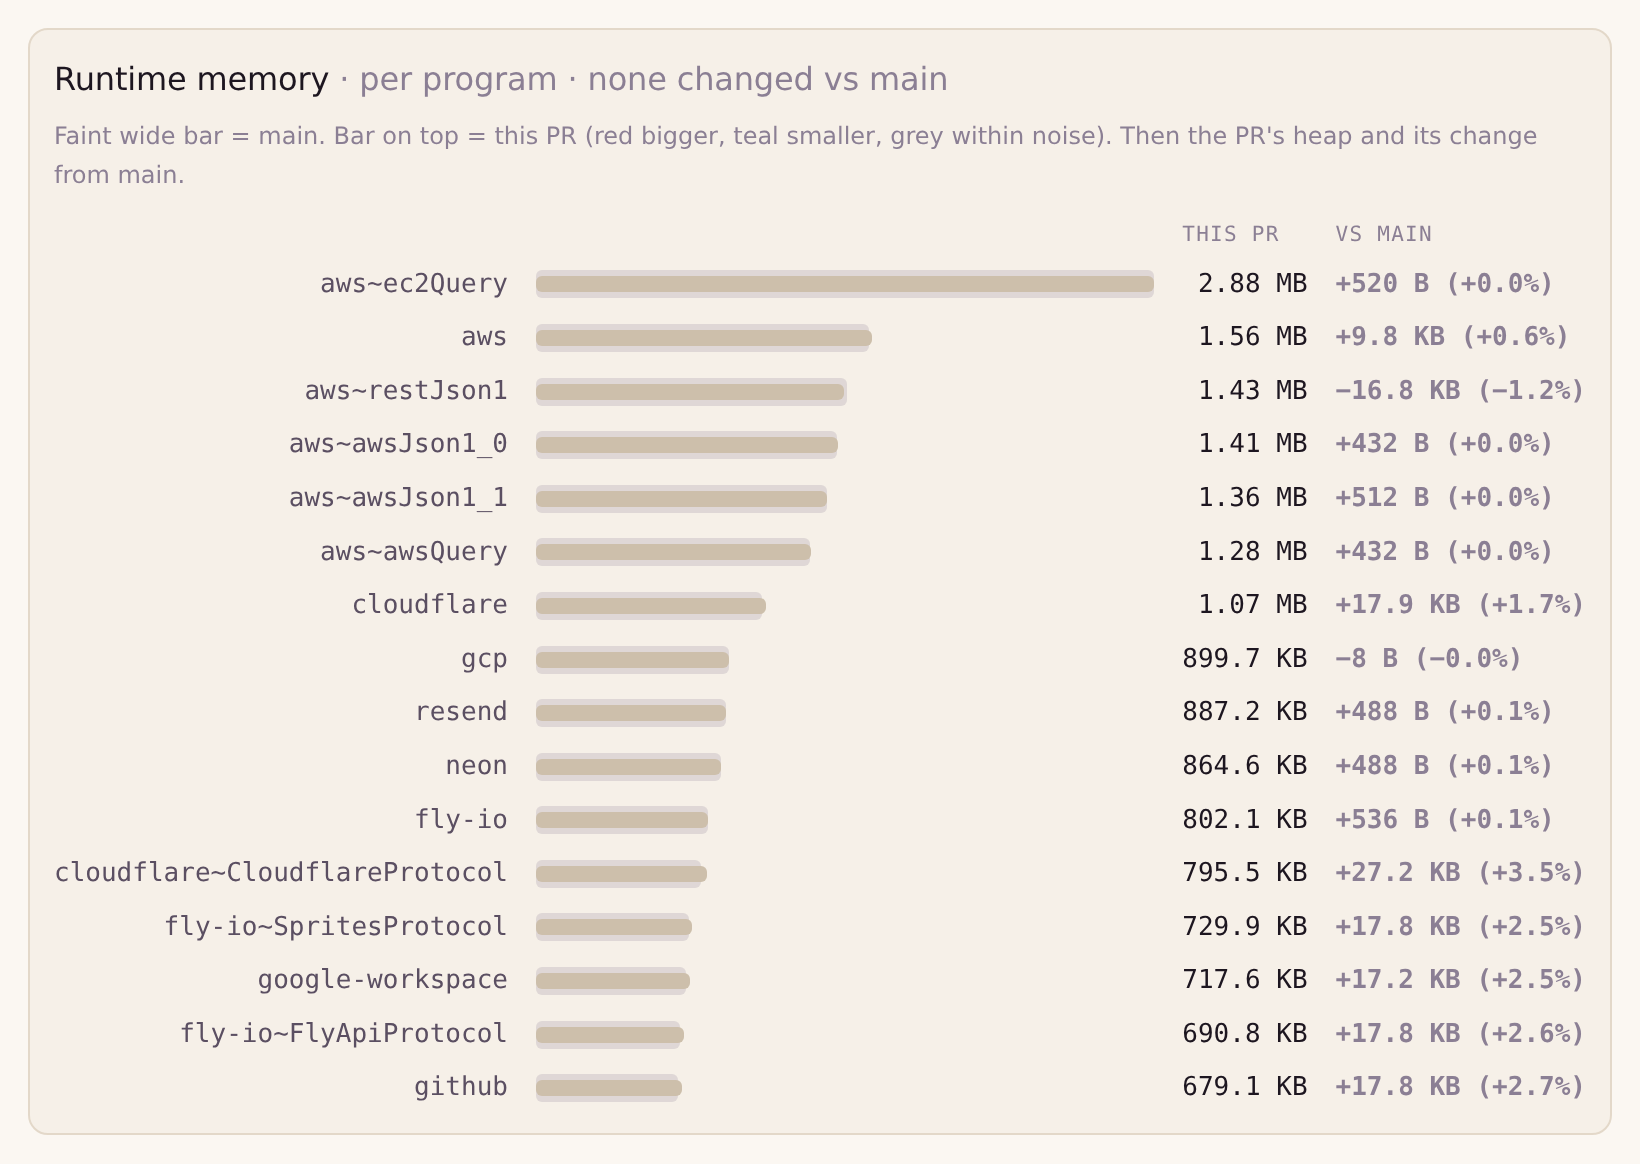 Runtime memory · per program · none changed vs main
Faint wide bar = main. Bar on top = this PR (red bigger, teal smaller, grey within noise). Then the PR's heap and its change
from main.
THIS PR VS MAIN
aws~ec2Query 2.88 MB +520 B (+0.0%)
aws 1.56 MB +9.8 KB (+0.6%)
aws~restJson1 1.43 MB −16.8 KB (−1.2%)
aws~awsJson1_0 1.41 MB +432 B (+0.0%)
aws~awsJson1_1 1.36 MB +512 B (+0.0%)
aws~awsQuery 1.28 MB +432 B (+0.0%)
cloudflare 1.07 MB +17.9 KB (+1.7%)
gcp 899.7 KB −8 B (−0.0%)
resend 887.2 KB +488 B (+0.1%)
neon 864.6 KB +488 B (+0.1%)
fly-io 802.1 KB +536 B (+0.1%)
cloudflare~CloudflareProtocol 795.5 KB +27.2 KB (+3.5%)
fly-io~SpritesProtocol 729.9 KB +17.8 KB (+2.5%)
google-workspace 717.6 KB +17.2 KB (+2.5%)
fly-io~FlyApiProtocol 690.8 KB +17.8 KB (+2.6%)
github 679.1 KB +17.8 KB (+2.7%)